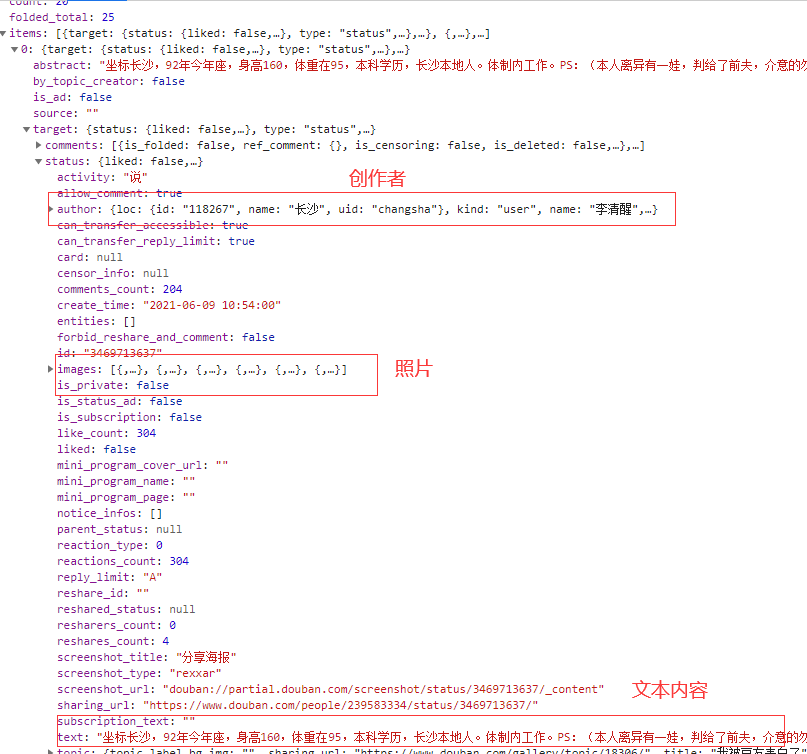 count: 20
folded_total: 25
items: [{target: {status: {liked: false,…}, type: "status",…},…}, {,…},…]
0: {target: {status: {liked: false,…}, type: "status",…},…}
abstract: "坐标长沙，92年今年座，身高160，体重在95，本科学历，长沙本地人。体制内工作。PS: （本人离异有一娃，判给了前夫，介意的勿
by_topic_creator: false
is_ad: false
source: ""
target: {status: {liked: false,…}, type: "status",…}
comments: [{is_folded: false, ref_comment: {}, is_censoring: false, is_deleted: false,…},…]
status: {liked: false,…}
activity: "说"
创作者
allow_comment: true
author: {loc: {id: "118267", name: "长沙", uid: "changsha"}, kind: "user", name: "李清醒",…}
can_transfer_accessible: true
can_transfer_reply_limit: true
card: null
censor_info: null
comments_count: 204
create_time: "2021-06-09 10:54:00"
entities: []
forbid_reshare_and_comment: false
id: "3469713637"
images: [{,…}, {,…}, {,…}, {,…}, {,…}, {,…}]
照片
is_private: false
is_status_ad: false
is_subscription: false
like_count: 304
liked: false
mini_program_cover_url: ""
mini_program_name: ""
mini_program_page: ""
notice_infos: []
parent_status: null
reaction_type: 0
reactions_count: 304
reply_limit: "A"
reshare_id: ""
reshared_status: null
resharers_count: 0
reshares_count: 4
screenshot_title: "分享海报"
screenshot_type: "rexxar"
screenshot_url: "douban://partial.douban.com/screenshot/status/3469713637/_content"
文本内容
sharing_url: "https://www.douban.com/people/239583334/status/3469713637/"
subscription_text: ""
text: "坐标长沙，92年今年座，身高160，体重在95，本科学历，长沙本地人。体制内工作。PS: （本人离异有一娃，判给了前夫，介意的勿
topic: {topic_label_bg_img: "", sharing_url: "https://www.douban.com/gallery/topic/18306/", title: "我被豆友表白了"